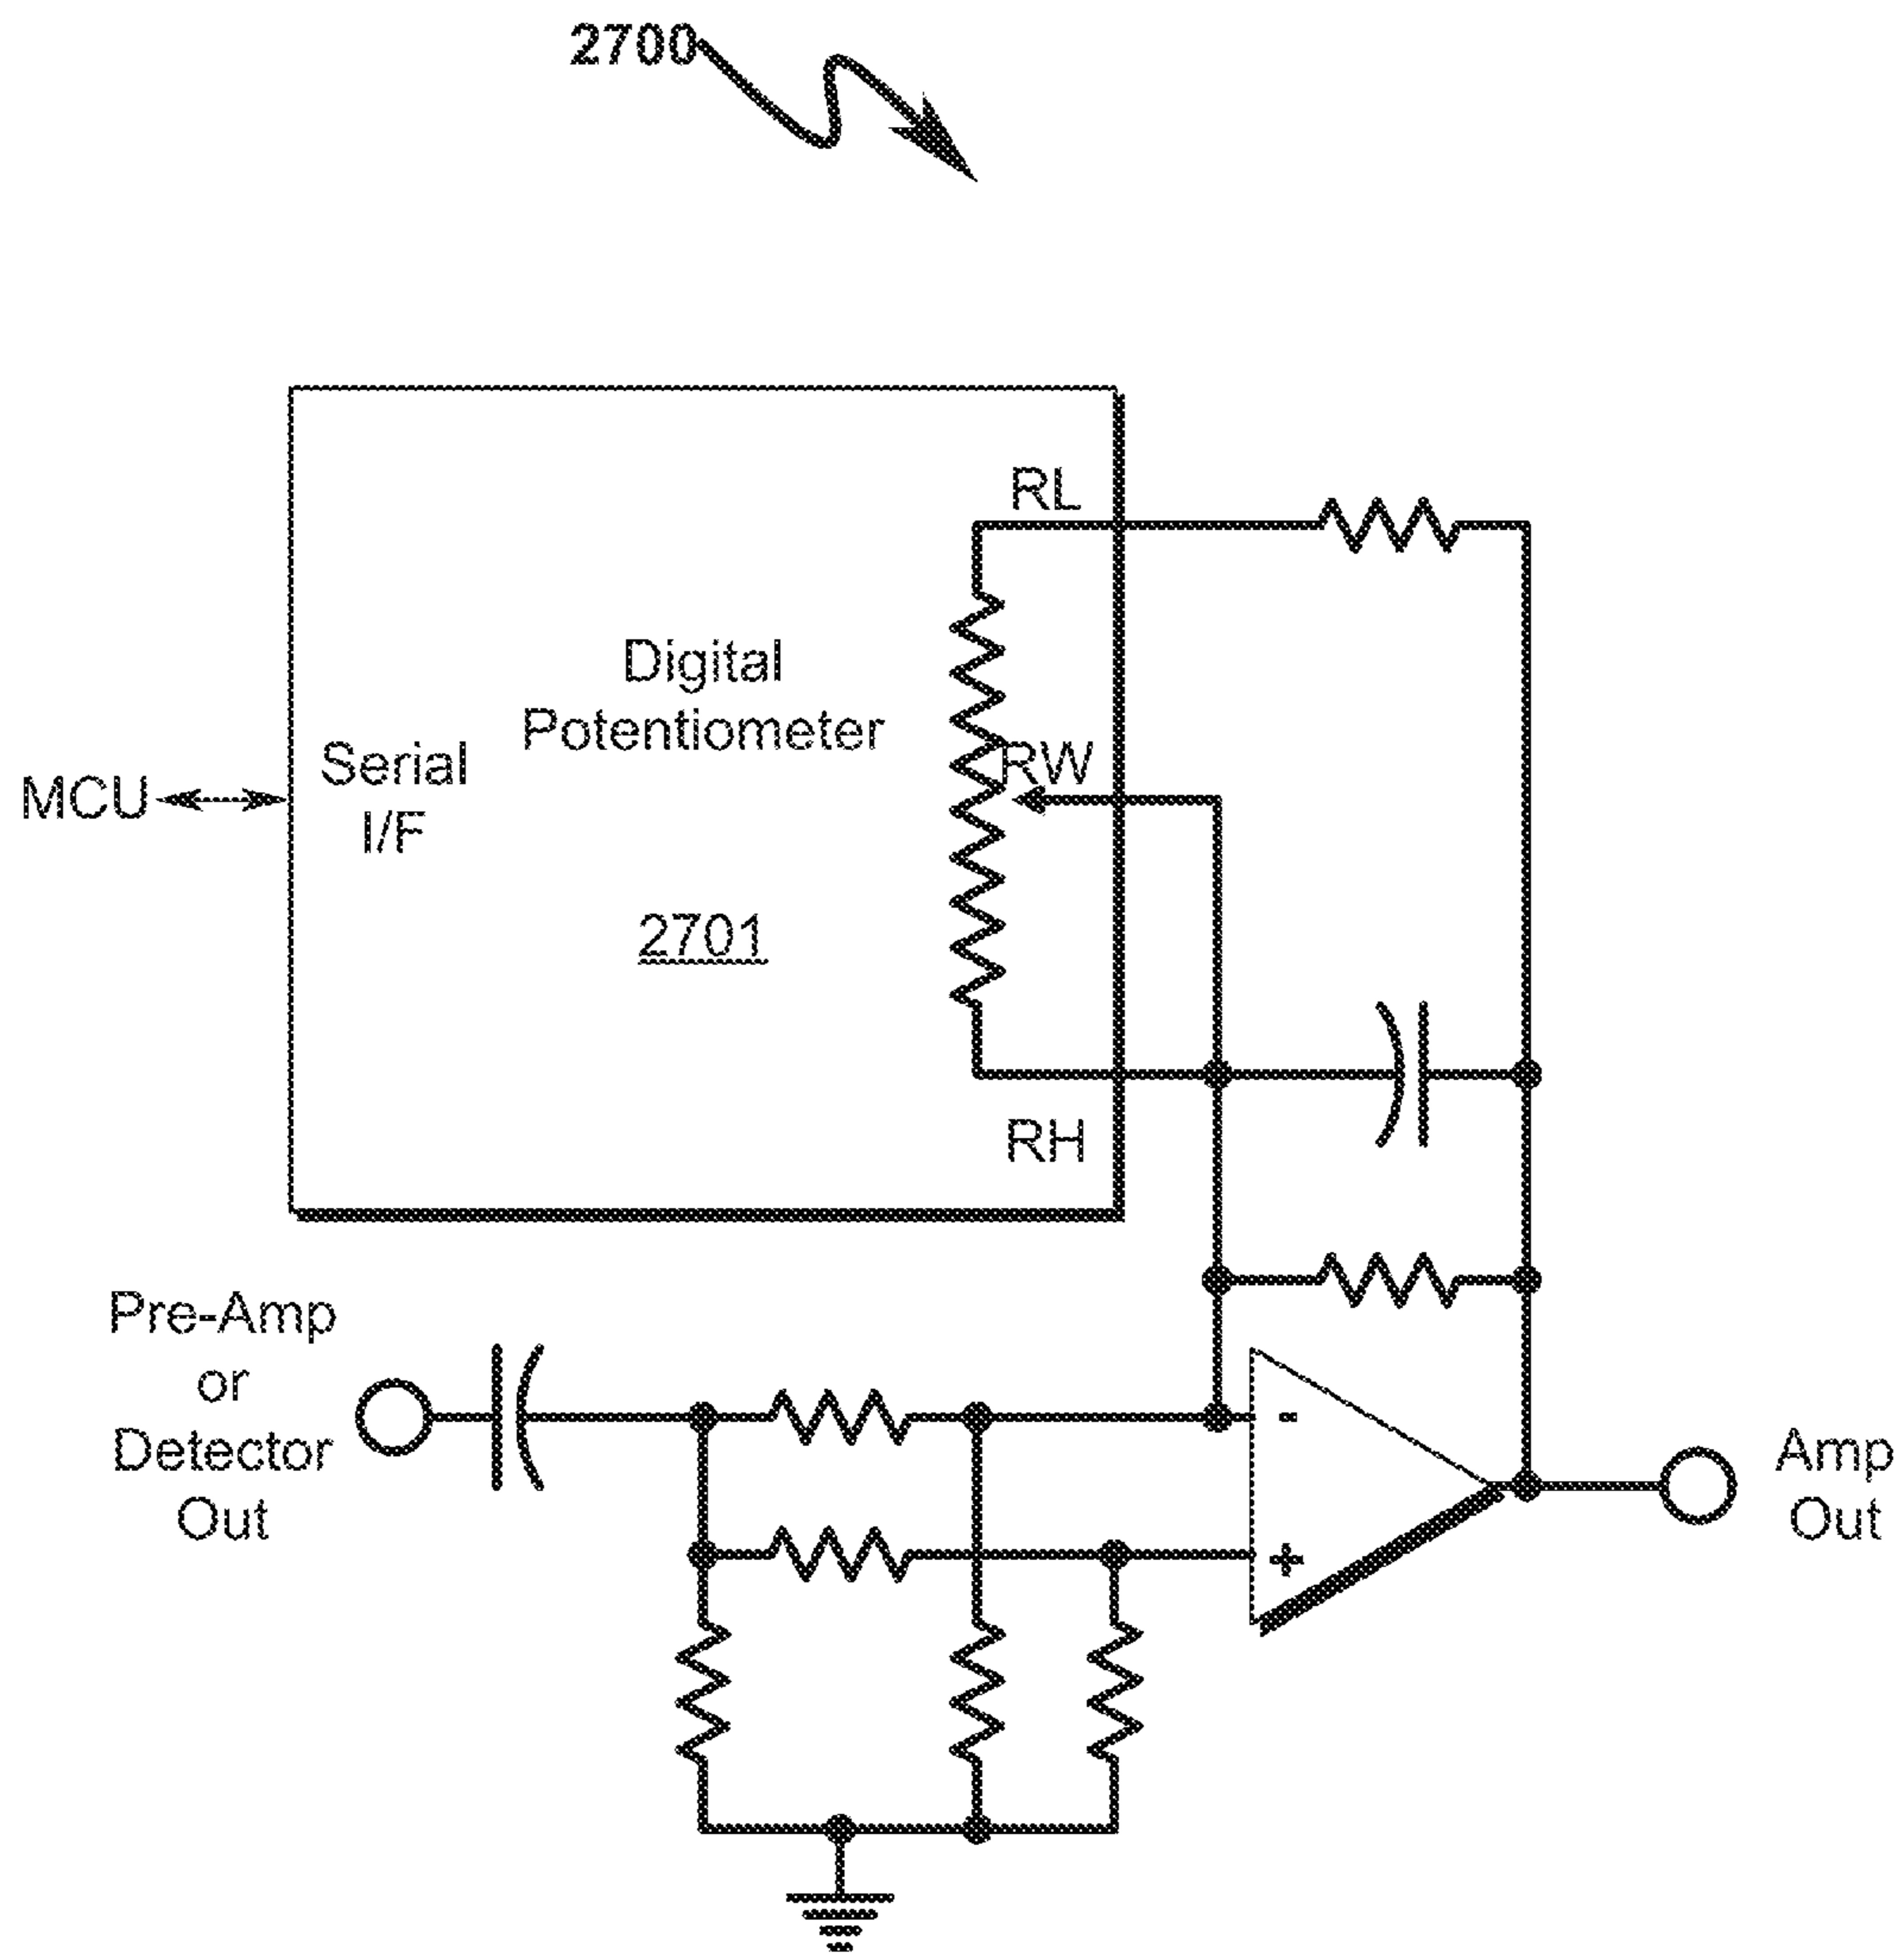 2700
RL
Digital
Potentiometer
RW
Serial
I/F
MCU
2701
RH
Pre-Amp
or
Detector
Out
-
+
Amp
Out